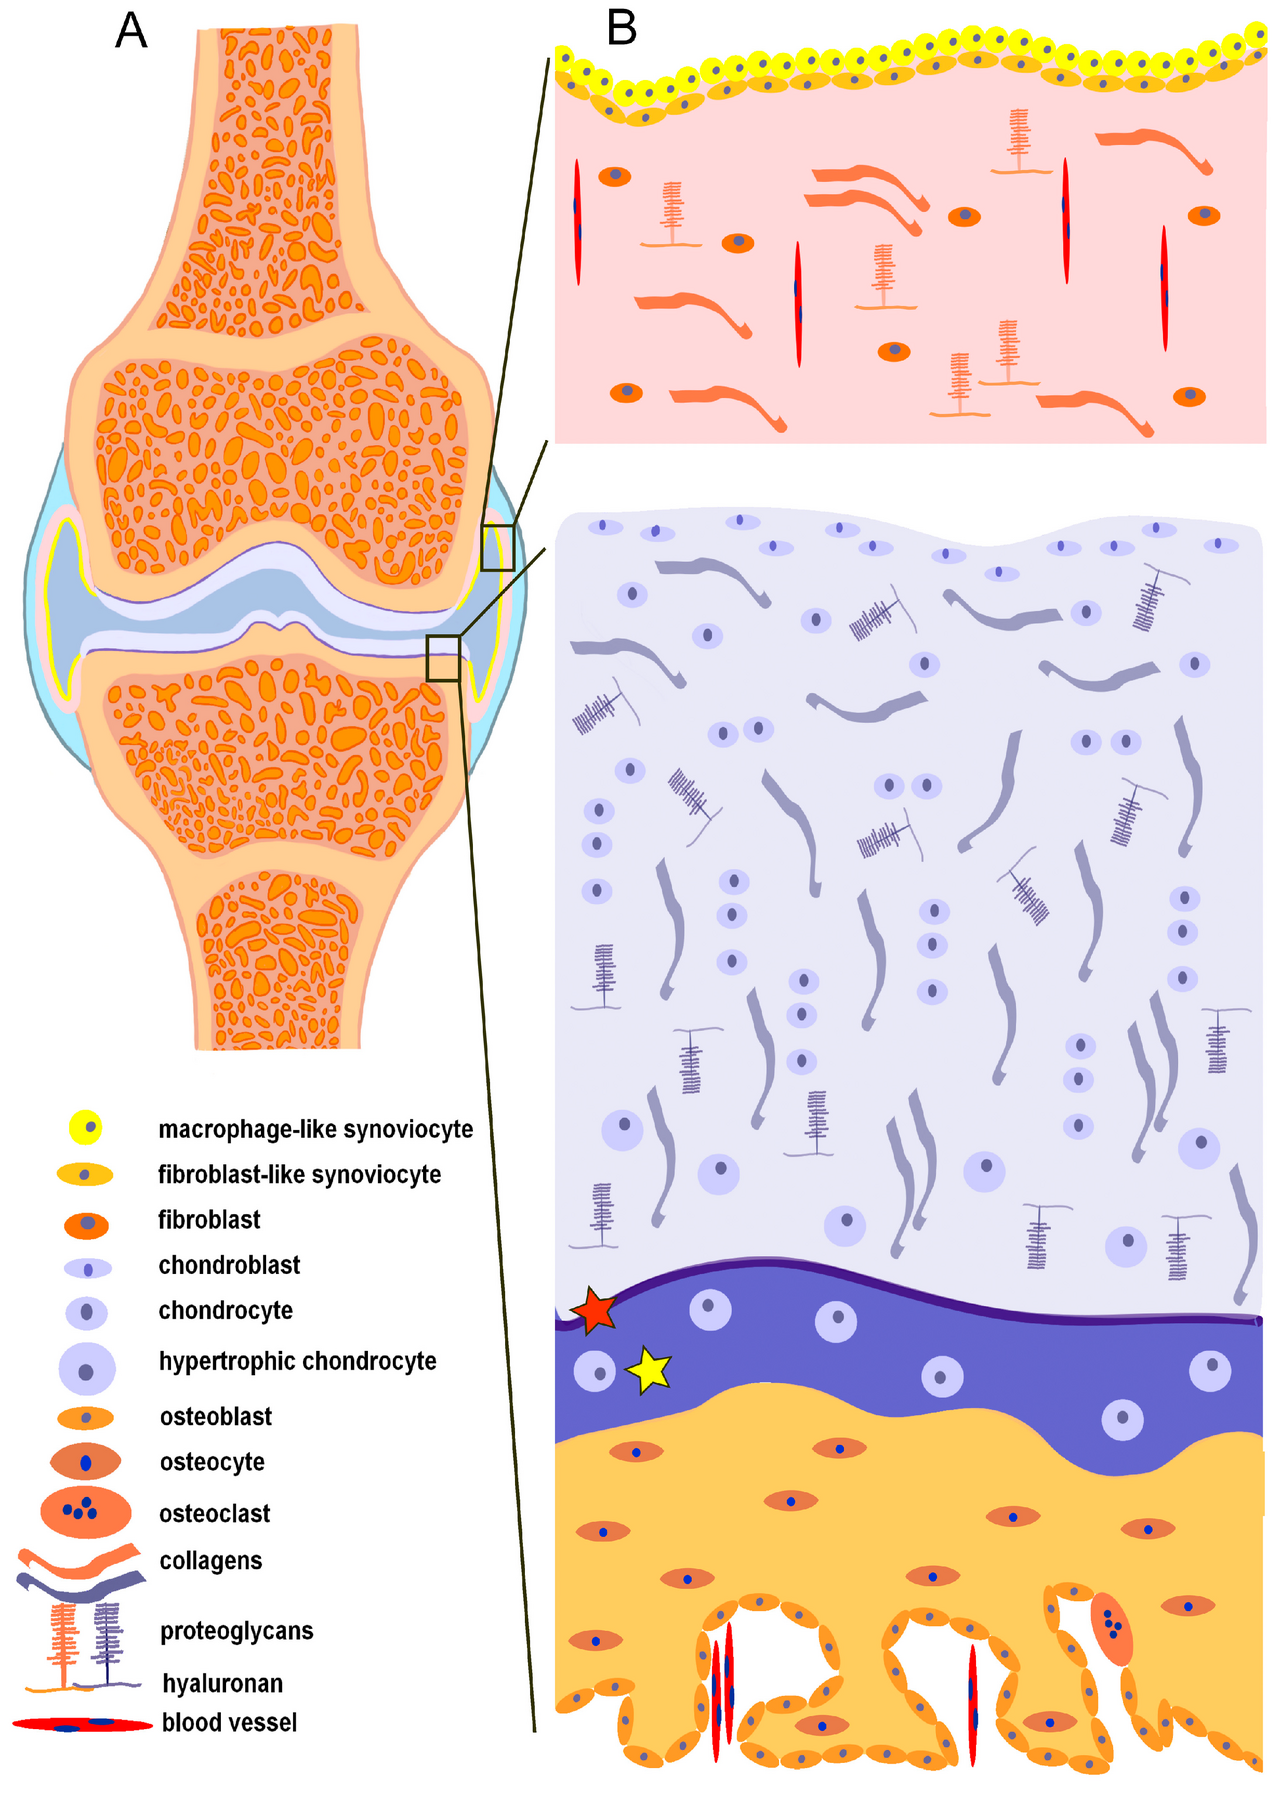 A
B
macrophage-like synoviocyte
fibroblast-like synoviocyte
fibroblast
chondroblast
chondrocyte
hypertrophic chondrocyte
osteoblast
osteocyte
osteoclast
collagens
proteoglycans
hyaluronan
blood vessel